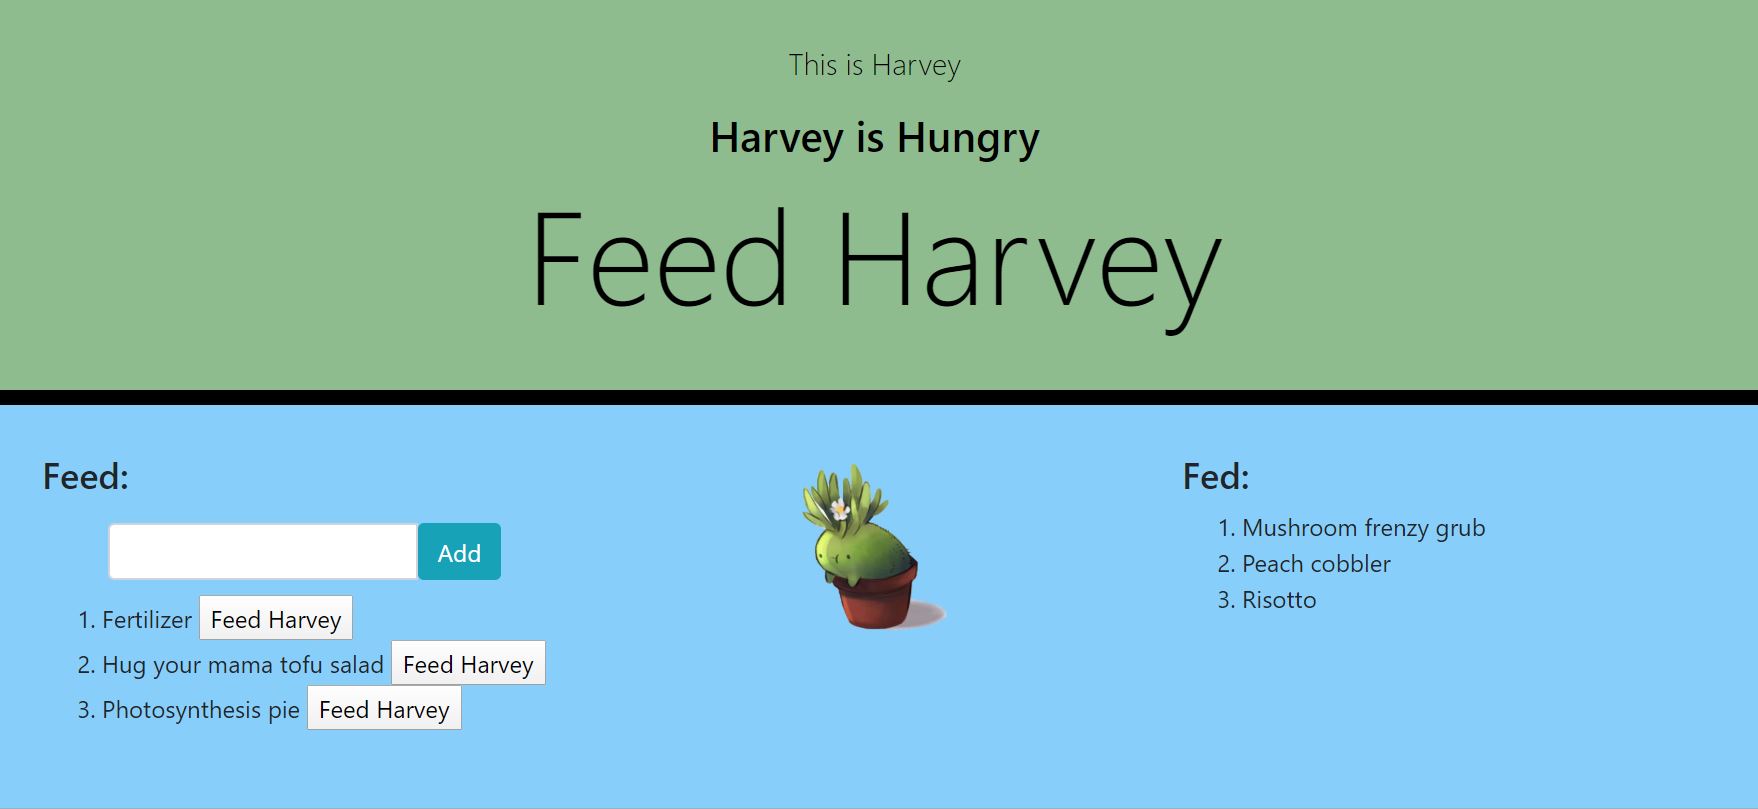 This is Harvey
Harvey is Hungry
Feed Harvey
Feed:
Add
1. Fertilizer Feed Harvey
2. Hug your mama tofu salad Feed Harvey
3. Photosynthesis pie Feed Harvey
Fed:
1. Mushroom frenzy grub
2. Peach cobbler
3. Risotto